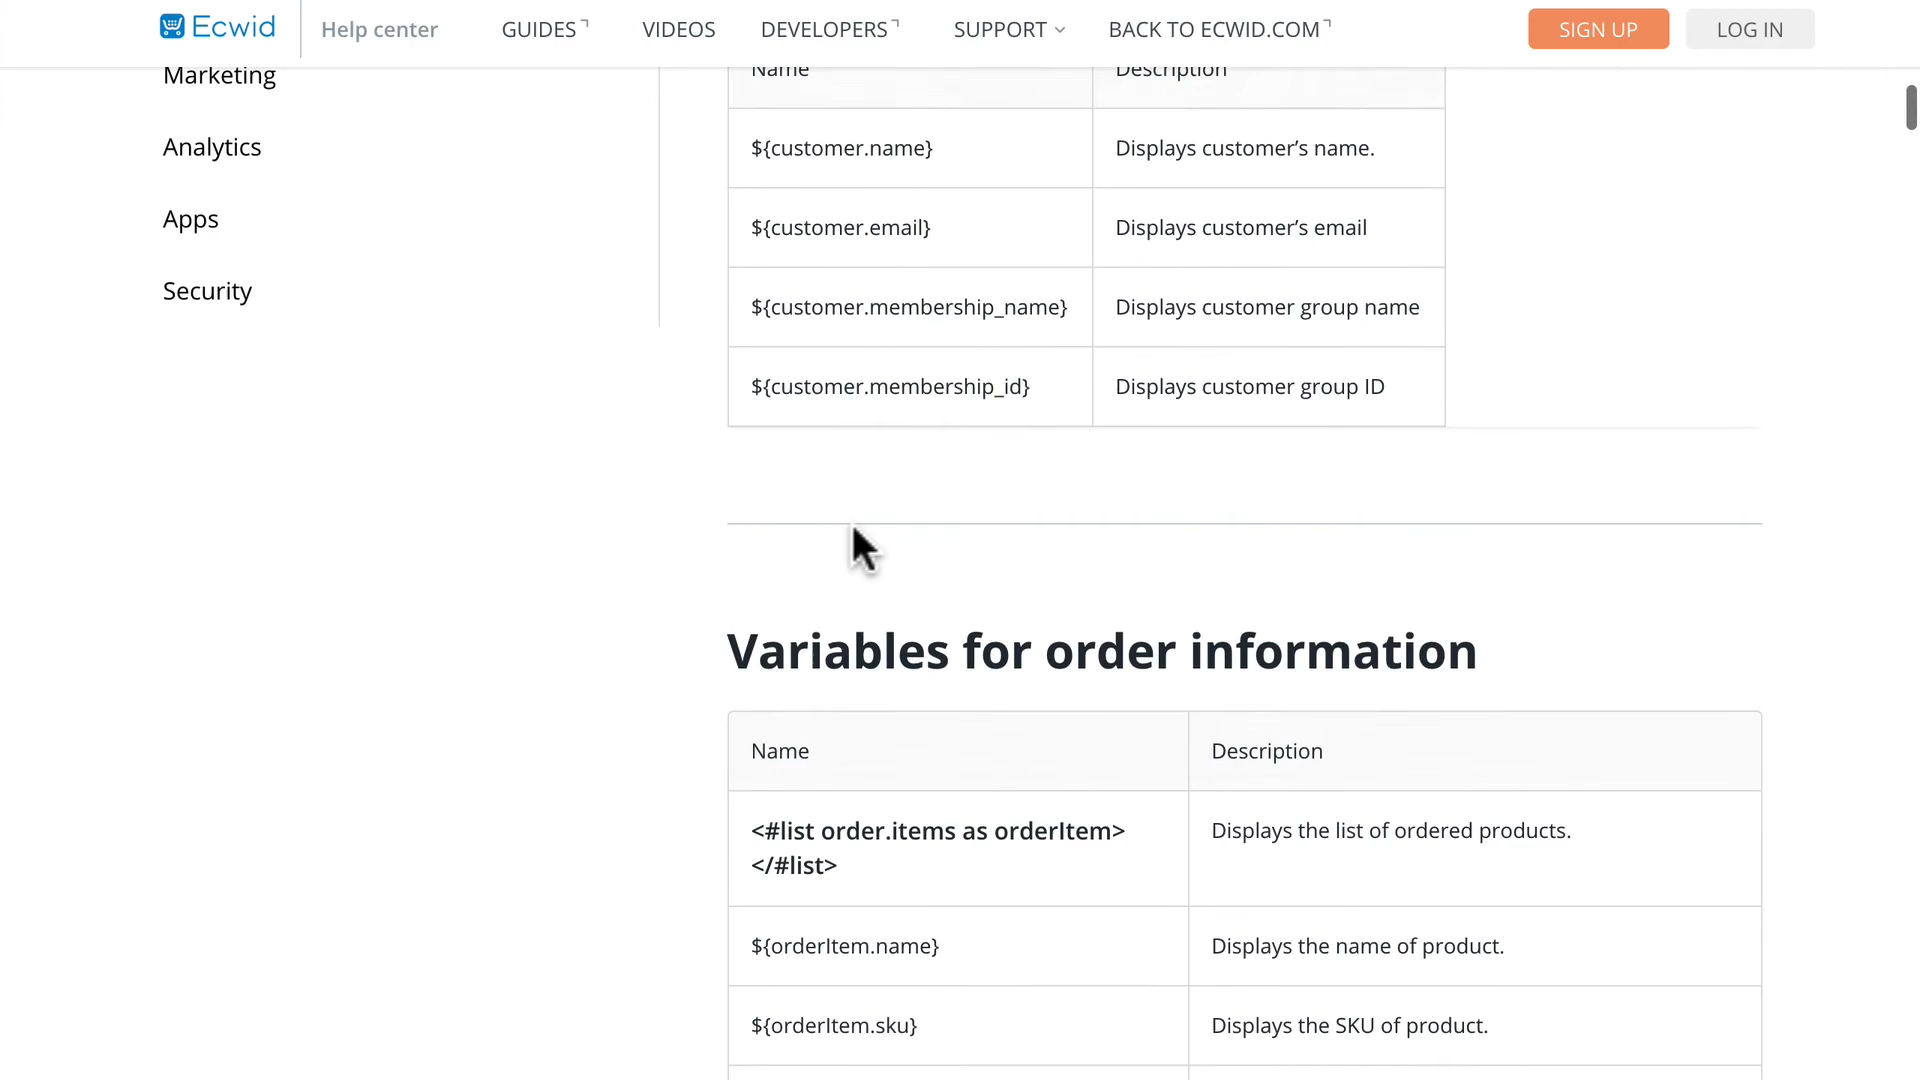 Ecwid
Help center
GUIDES
VIDEOS
DEVELOPERS
SUPPORT
BACK TO ECWID.COM
SIGN UP
LOG IN
Marketing
Analytics
Apps
Security
Name Description
${customer.name} Displays customer’s name.
${customer.email} Displays customer’s email
${customer.membership_name} Displays customer group name
${customer.membership_id} Displays customer group ID
Variables for order information
Name Description
<#list order.items as orderItem> Displays the list of ordered products.
</#list>
${orderItem.name} Displays the name of product.
${orderItem.sku} Displays the SKU of product.